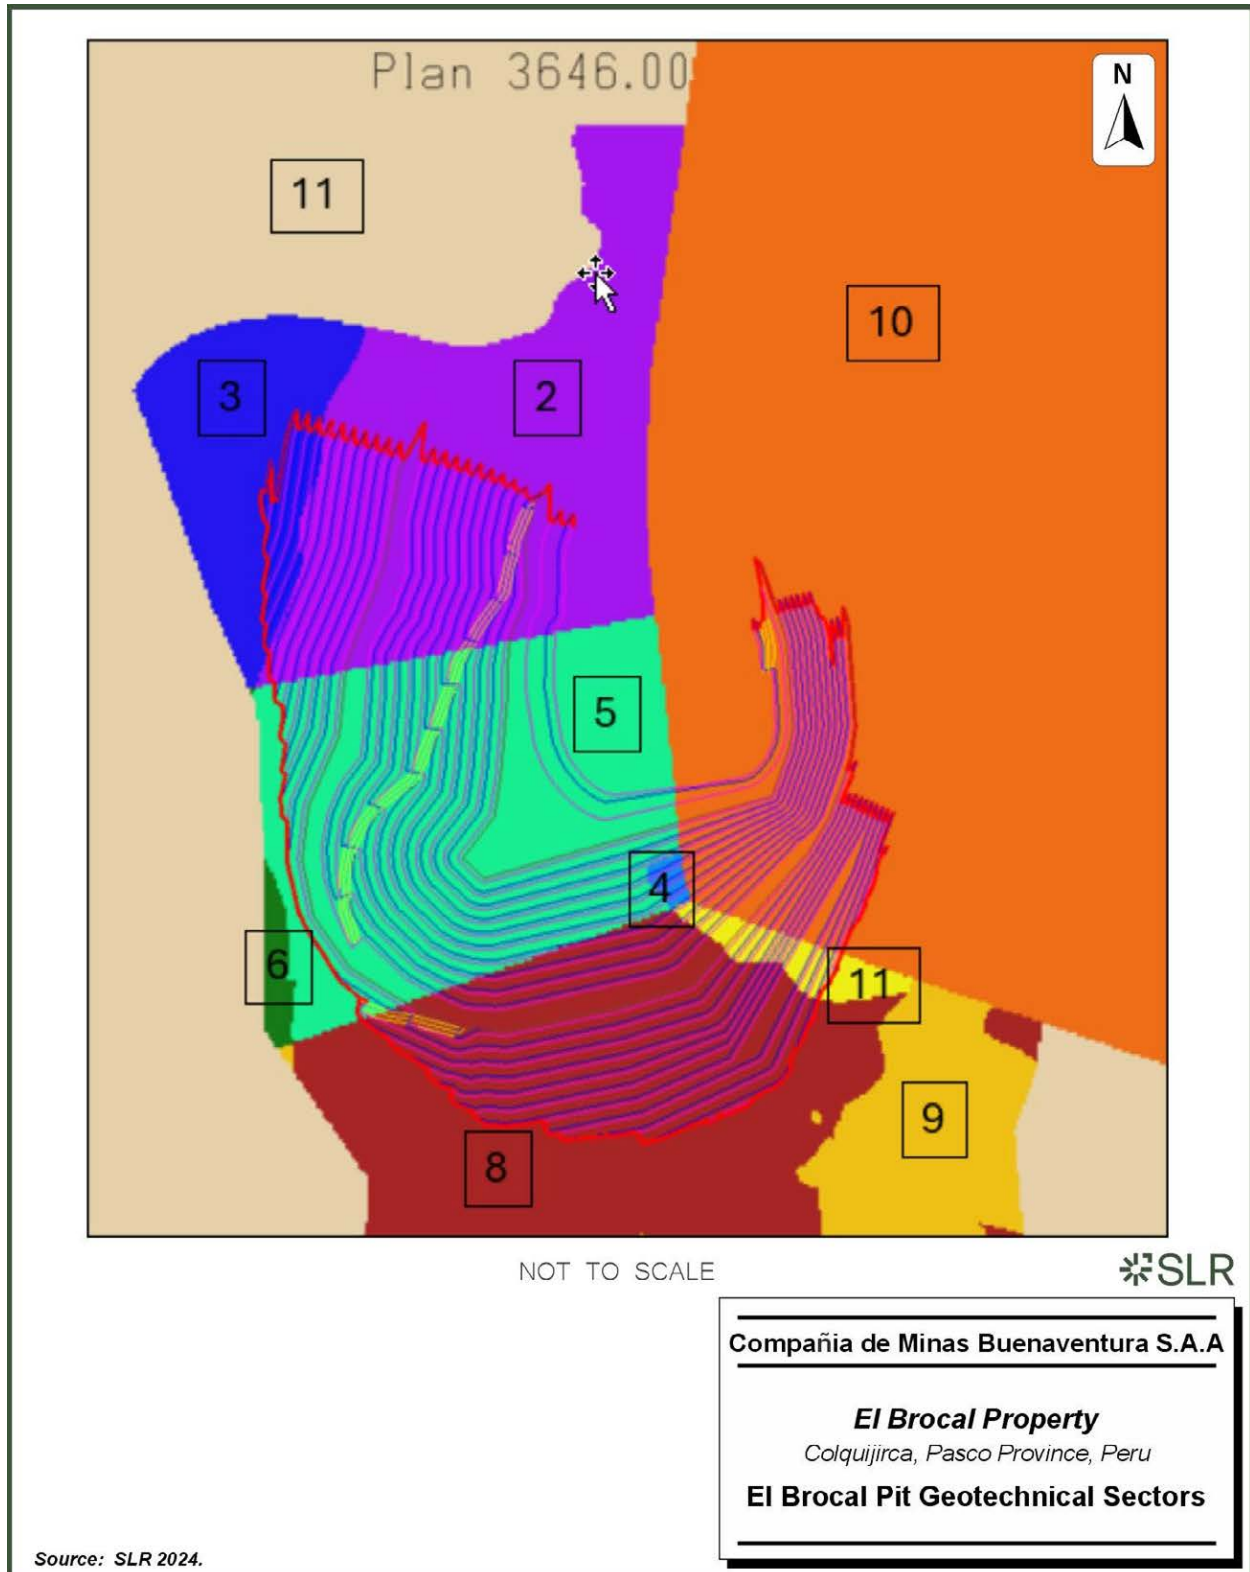 Plan 3646.00
N
11
10
3
2
5
4
6
11
9
8
NOT TO SCALE
SLR
Compañia de Minas Buenaventura S.A.A
El Brocal Property
Colquijirca, Pasco Province, Peru
El Brocal Pit Geotechnical Sectors
Source: SLR 2024.